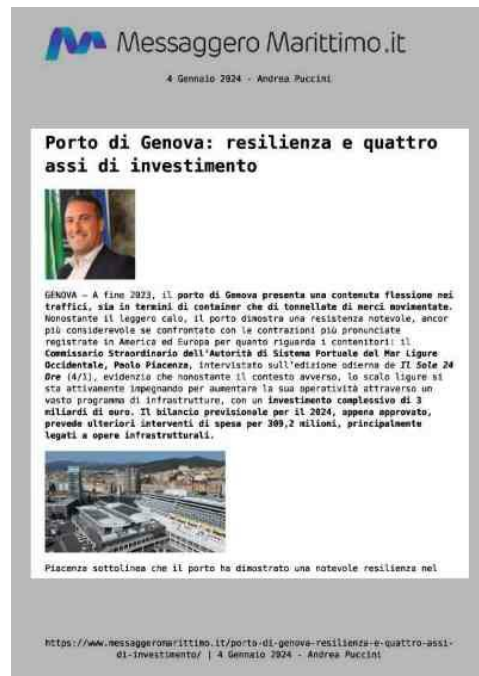 Messaggero Marittimo.it
4 Gennaio 2024 - Andrea Puccini
Porto di Genova: resilienza e quattro
assi di investimento
GENOVA – A fine 2023, il porto di Genova presenta una contenuta flessione nei
traffici, sia in termini di container che di tonnellate di merci movimentate.
Nonostante il leggero calo, il porto dimostra una resistenza notevole, ancor
più considerevole se confrontato con le contrazioni più pronunciate
registrate in America ed Europa per quanto riguarda i contenitori: il
Commissario Straordinario dell'Autorità di Sistema Portuale del Mar Ligure
Occidentale, Paolo Piacenza, intervistato sull'edizione odierna de Il Sole 24
Ore (4/1), evidenzia che nonostante il contesto avverso, lo scalo ligure si
sta attivamente impegnando per aumentare la sua operatività attraverso un
vasto programma di infrastrutture, con un investimento complessivo di 3
miliardi di euro. Il bilancio previsionale per il 2024, appena approvato,
prevede ulteriori interventi di spesa per 309,2 milioni, principalmente
legati a opere infrastrutturali.
Piacenza sottolinea che il porto ha dimostrato una notevole resilienza nel
https://www.messaggeromarittimo.it/porto-di-genova-resilienza-e-quattro-assi-
di-investimento/ | 4 Gennaio 2024 - Andrea Puccini